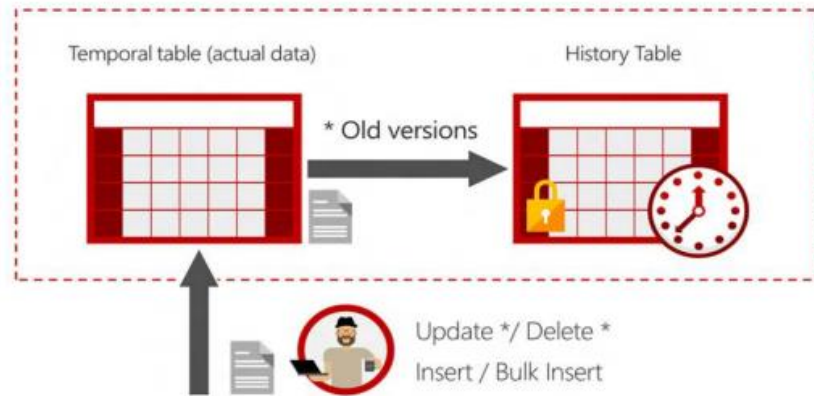 Temporal table (actual data)
History Table
* Old versions
Update */ Delete *
Insert / Bulk Insert